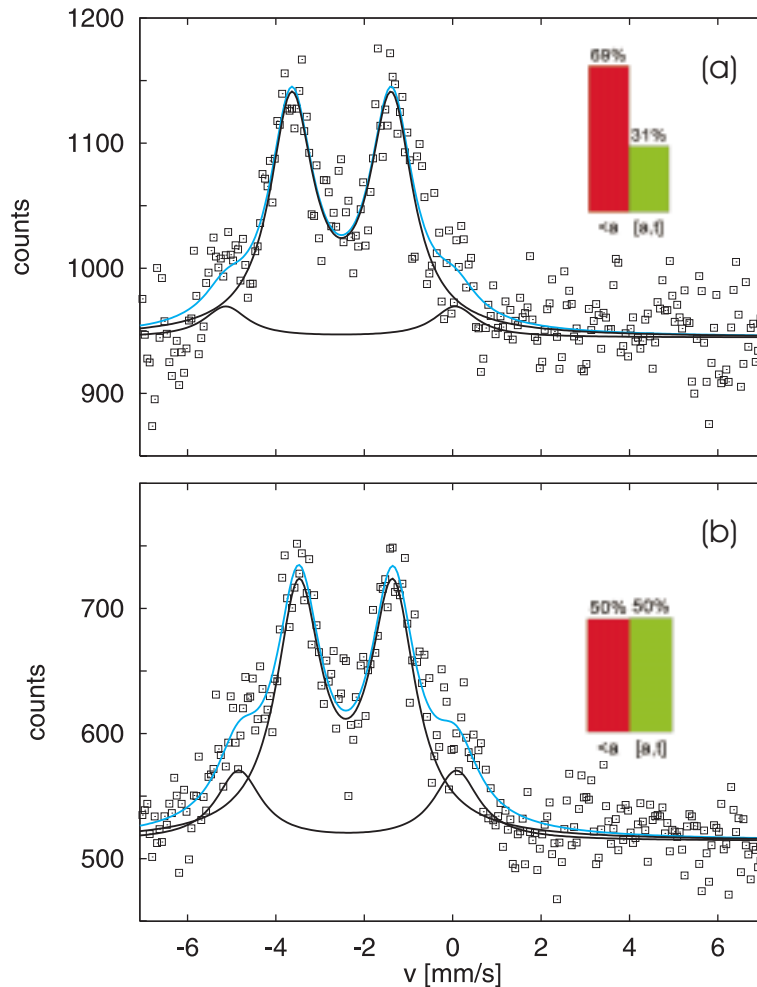 1200
1100
1000
900
counts
(a)
69%
31%
<a
[a,f]
700
600
500
counts
(b)
50% 50%
<a
[a,f]
-6 -4 -2 0 2 4 6
v [mm/s]